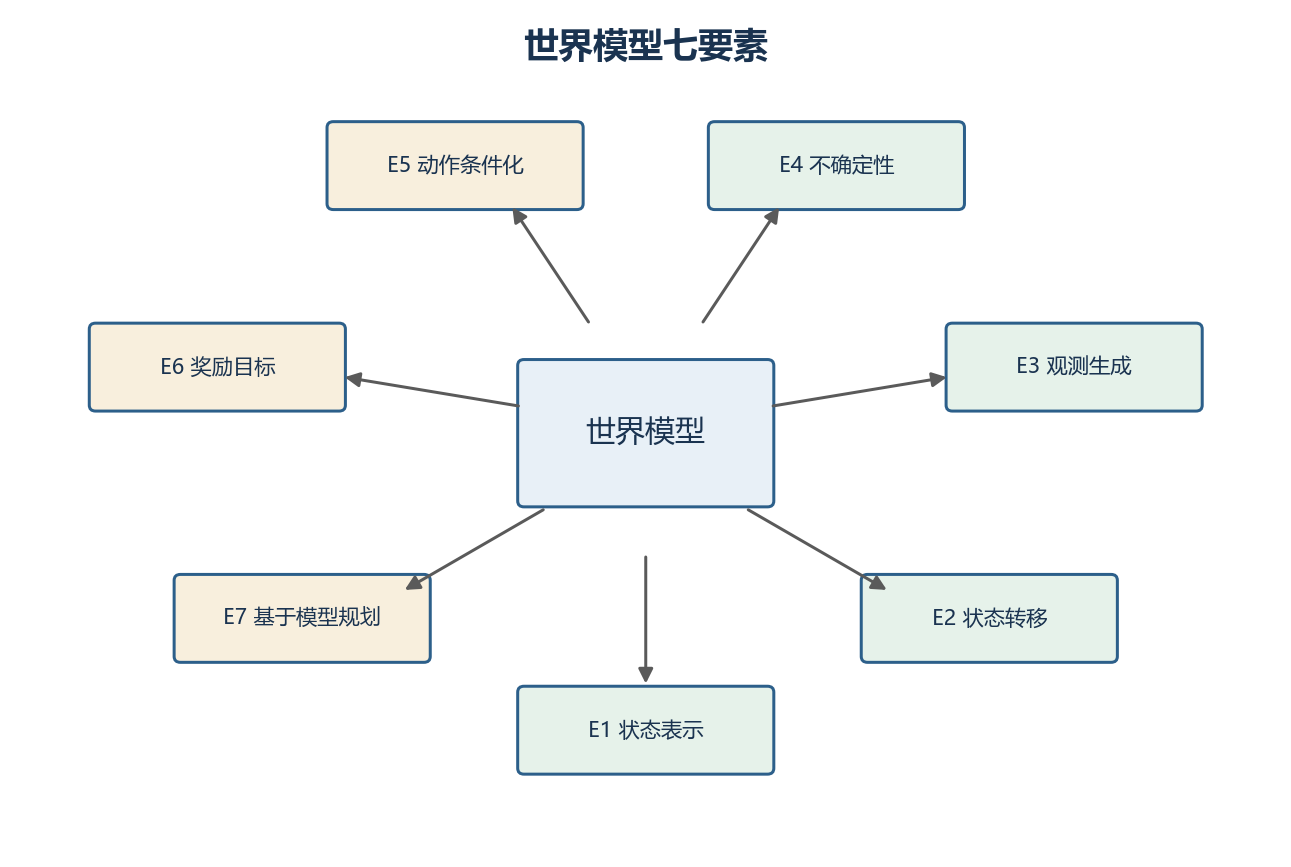 世界模型七要素
E5 动作条件化
E4 不确定性
E6 奖励目标
E3 观测生成
世界模型
E7 基于模型规划
E2 状态转移
E1 状态表示